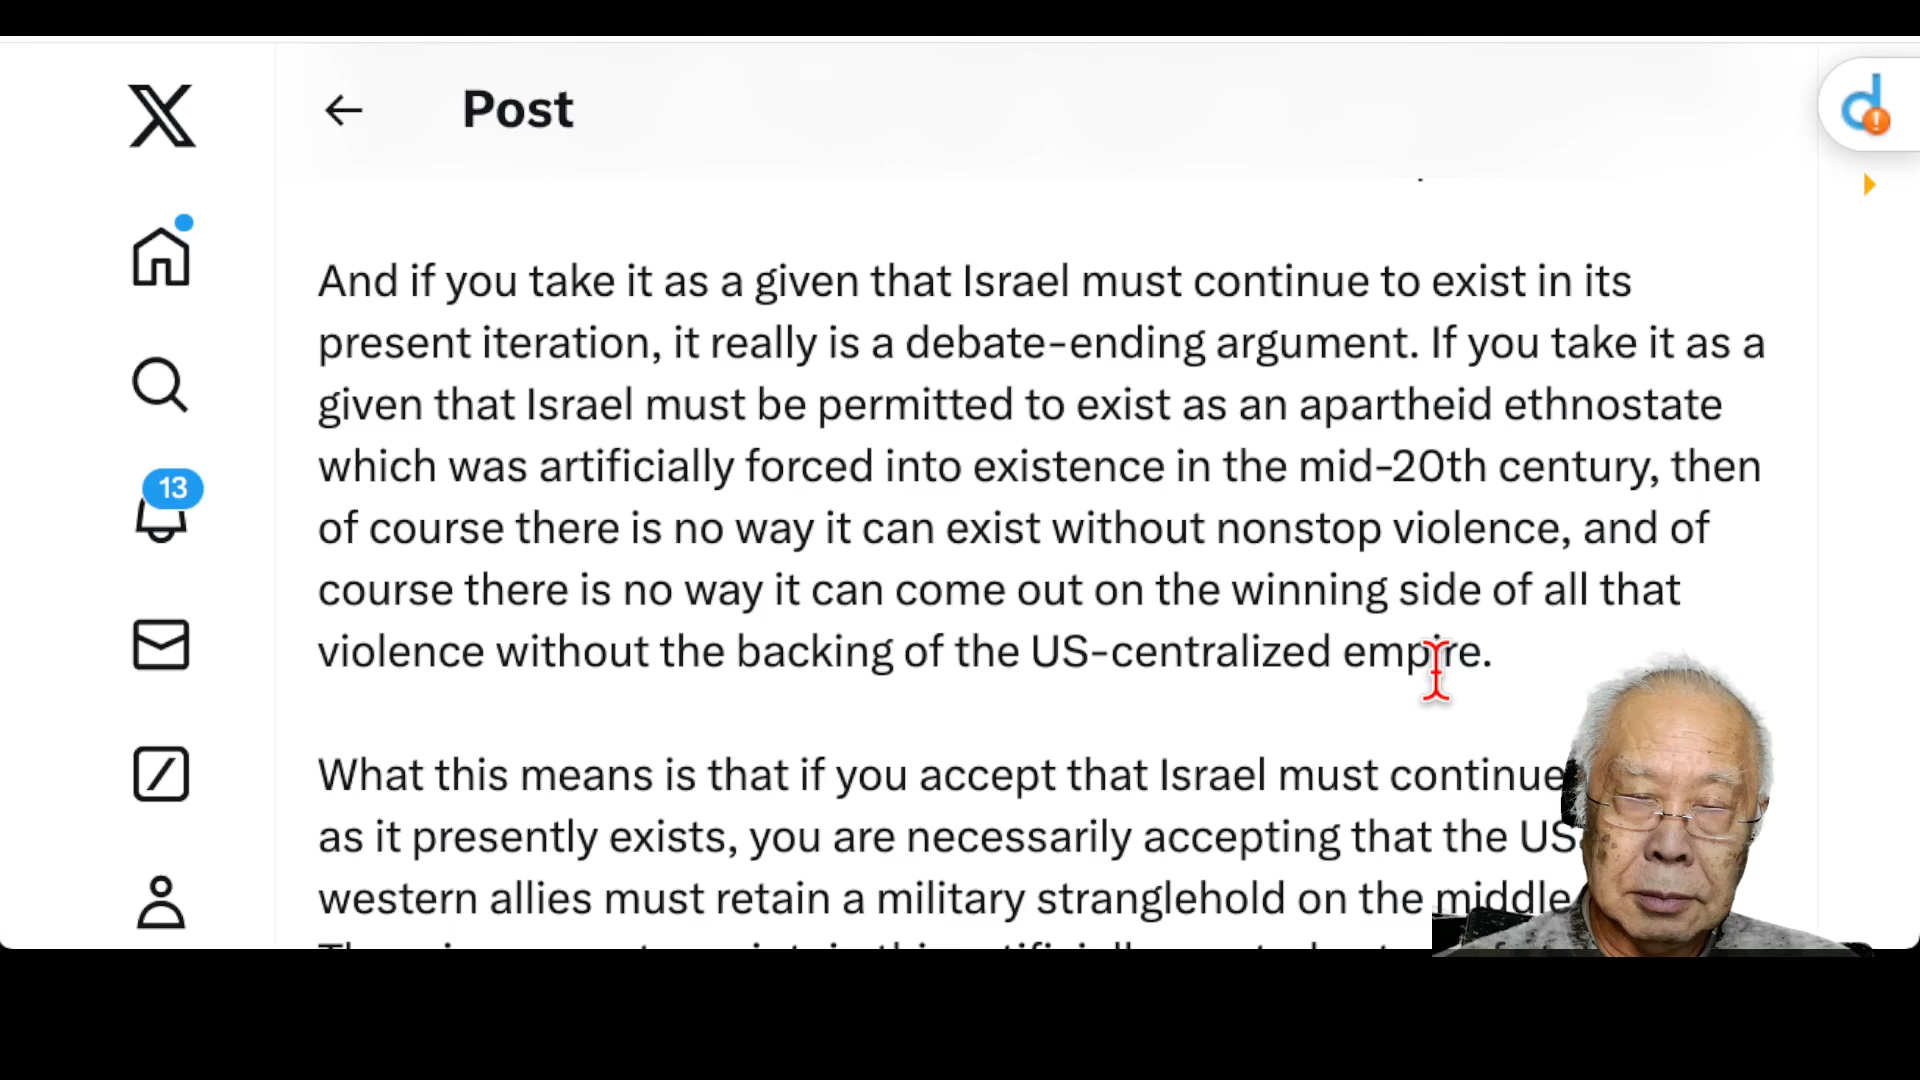 Post
And if you take it as a given that Israel must continue to exist in its
present iteration, it really is a debate-ending argument. If you take it as a
given that Israel must be permitted to exist as an apartheid ethnostate
which was artificially forced into existence in the mid-20th century, then
of course there is no way it can exist without nonstop violence, and of
course there is no way it can come out on the winning side of all that
violence without the backing of the US-centralized empire.
13
What this means is that if you accept that Israel must continue
as it presently exists, you are necessarily accepting that the US
western allies must retain a military stranglehold on the middle